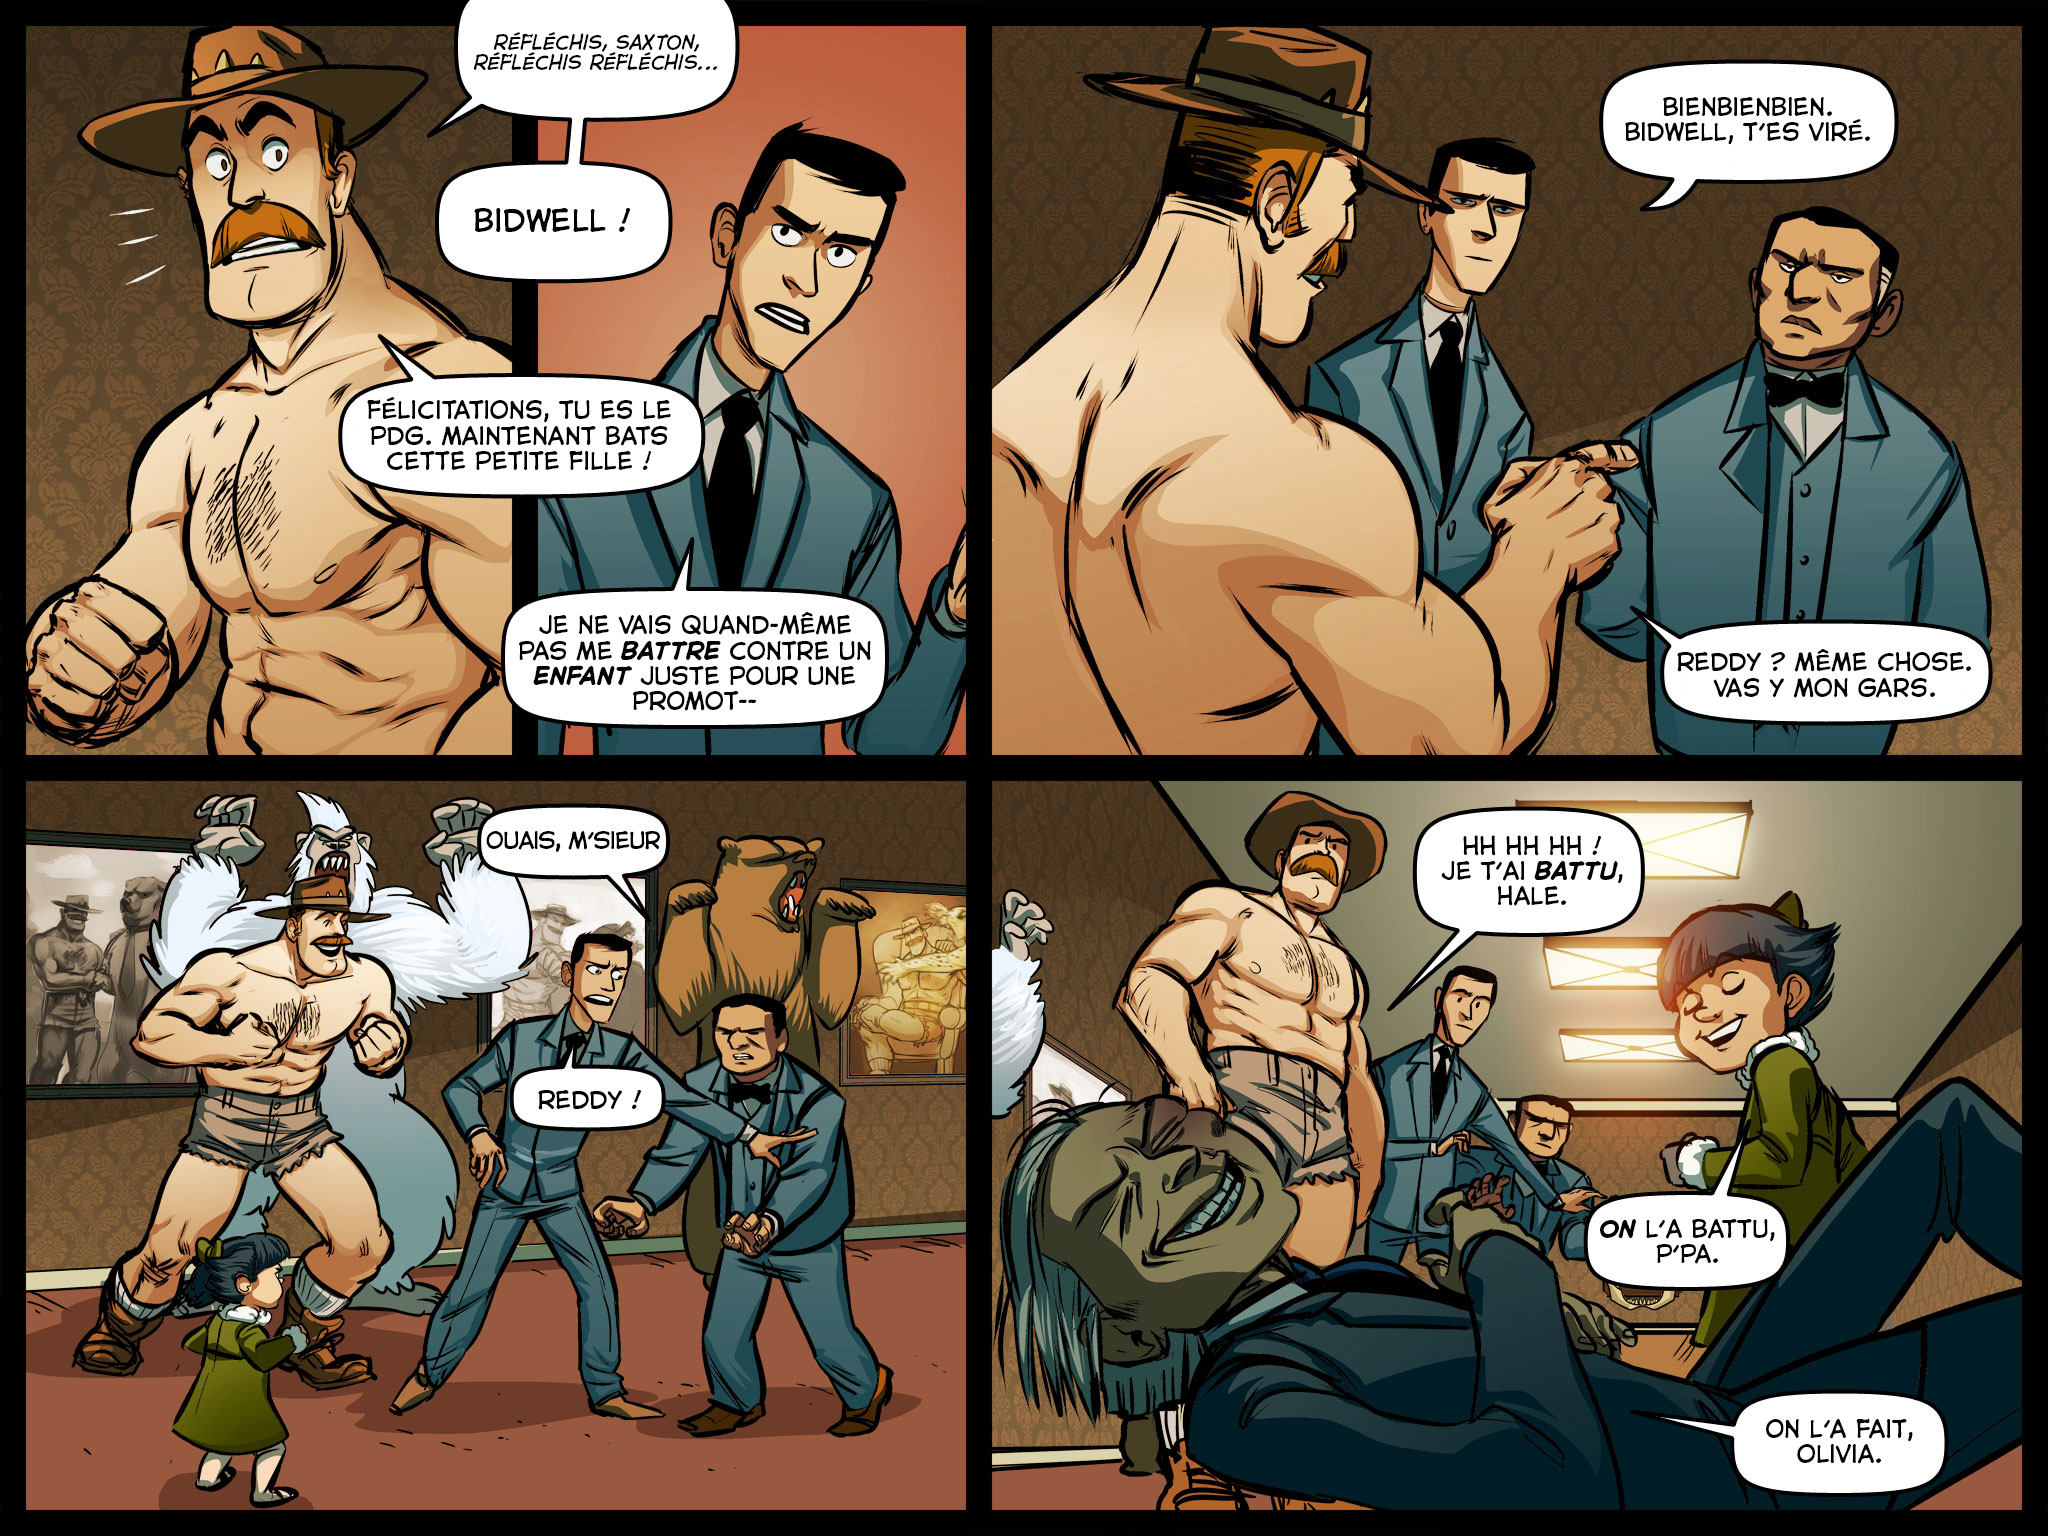 RÉFLÉCHIS, SAXTON,
RÉFLÉCHIS RÉFLÉCHIS...
BIDWELL !
FÉLICITATIONS, TU ES LE
PDG. MAINTENANT BATS
CETTE PETITE FILLE !
JE NE VAIS QUAND-MÊME
PAS ME BATTRE CONTRE UN
ENFANT JUSTE POUR UNE
PROMOT--
BIENBIENBIEN.
BIDWELL, T'ES VIRÉ.
REDDY ? MÊME CHOSE.
VAS Y MON GARS.
OUAIS, M'SIEUR
REDDY !
HH HH HH !
JE T'AI BATTU,
HALE.
ON L'A BATTU,
P'PA.
ON L'A FAIT,
OLIVIA.